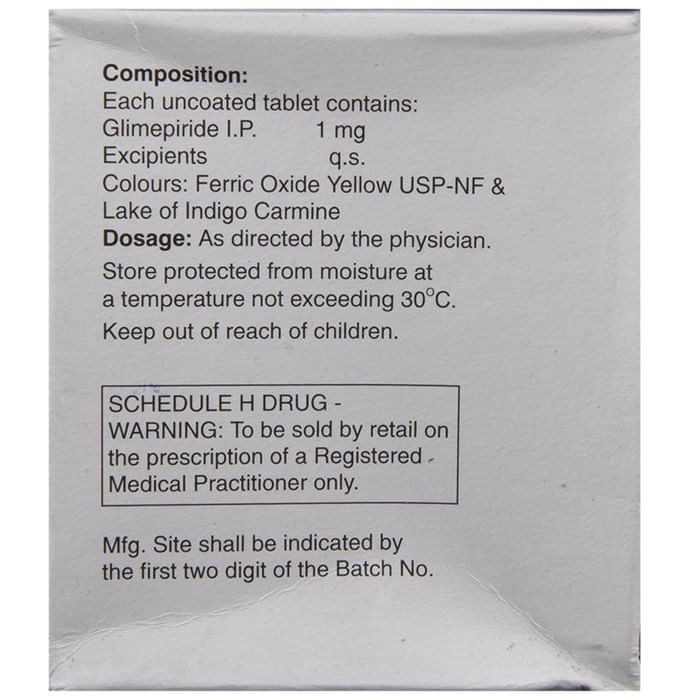 Composition:
Each uncoated tablet contains:
Glimepiride I.P. 1 mg
Excipients q.s.
Colours: Ferric Oxide Yellow USP-NF &
Lake of Indigo Carmine
Dosage: As directed by the physician.
Store protected from moisture at
a temperature not exceeding 30°C.
Keep out of reach of children.
SCHEDULE H DRUG -
WARNING: To be sold by retail on
the prescription of a Registered
Medical Practitioner only.
Mfg. Site shall be indicated by
the first two digit of the Batch No.